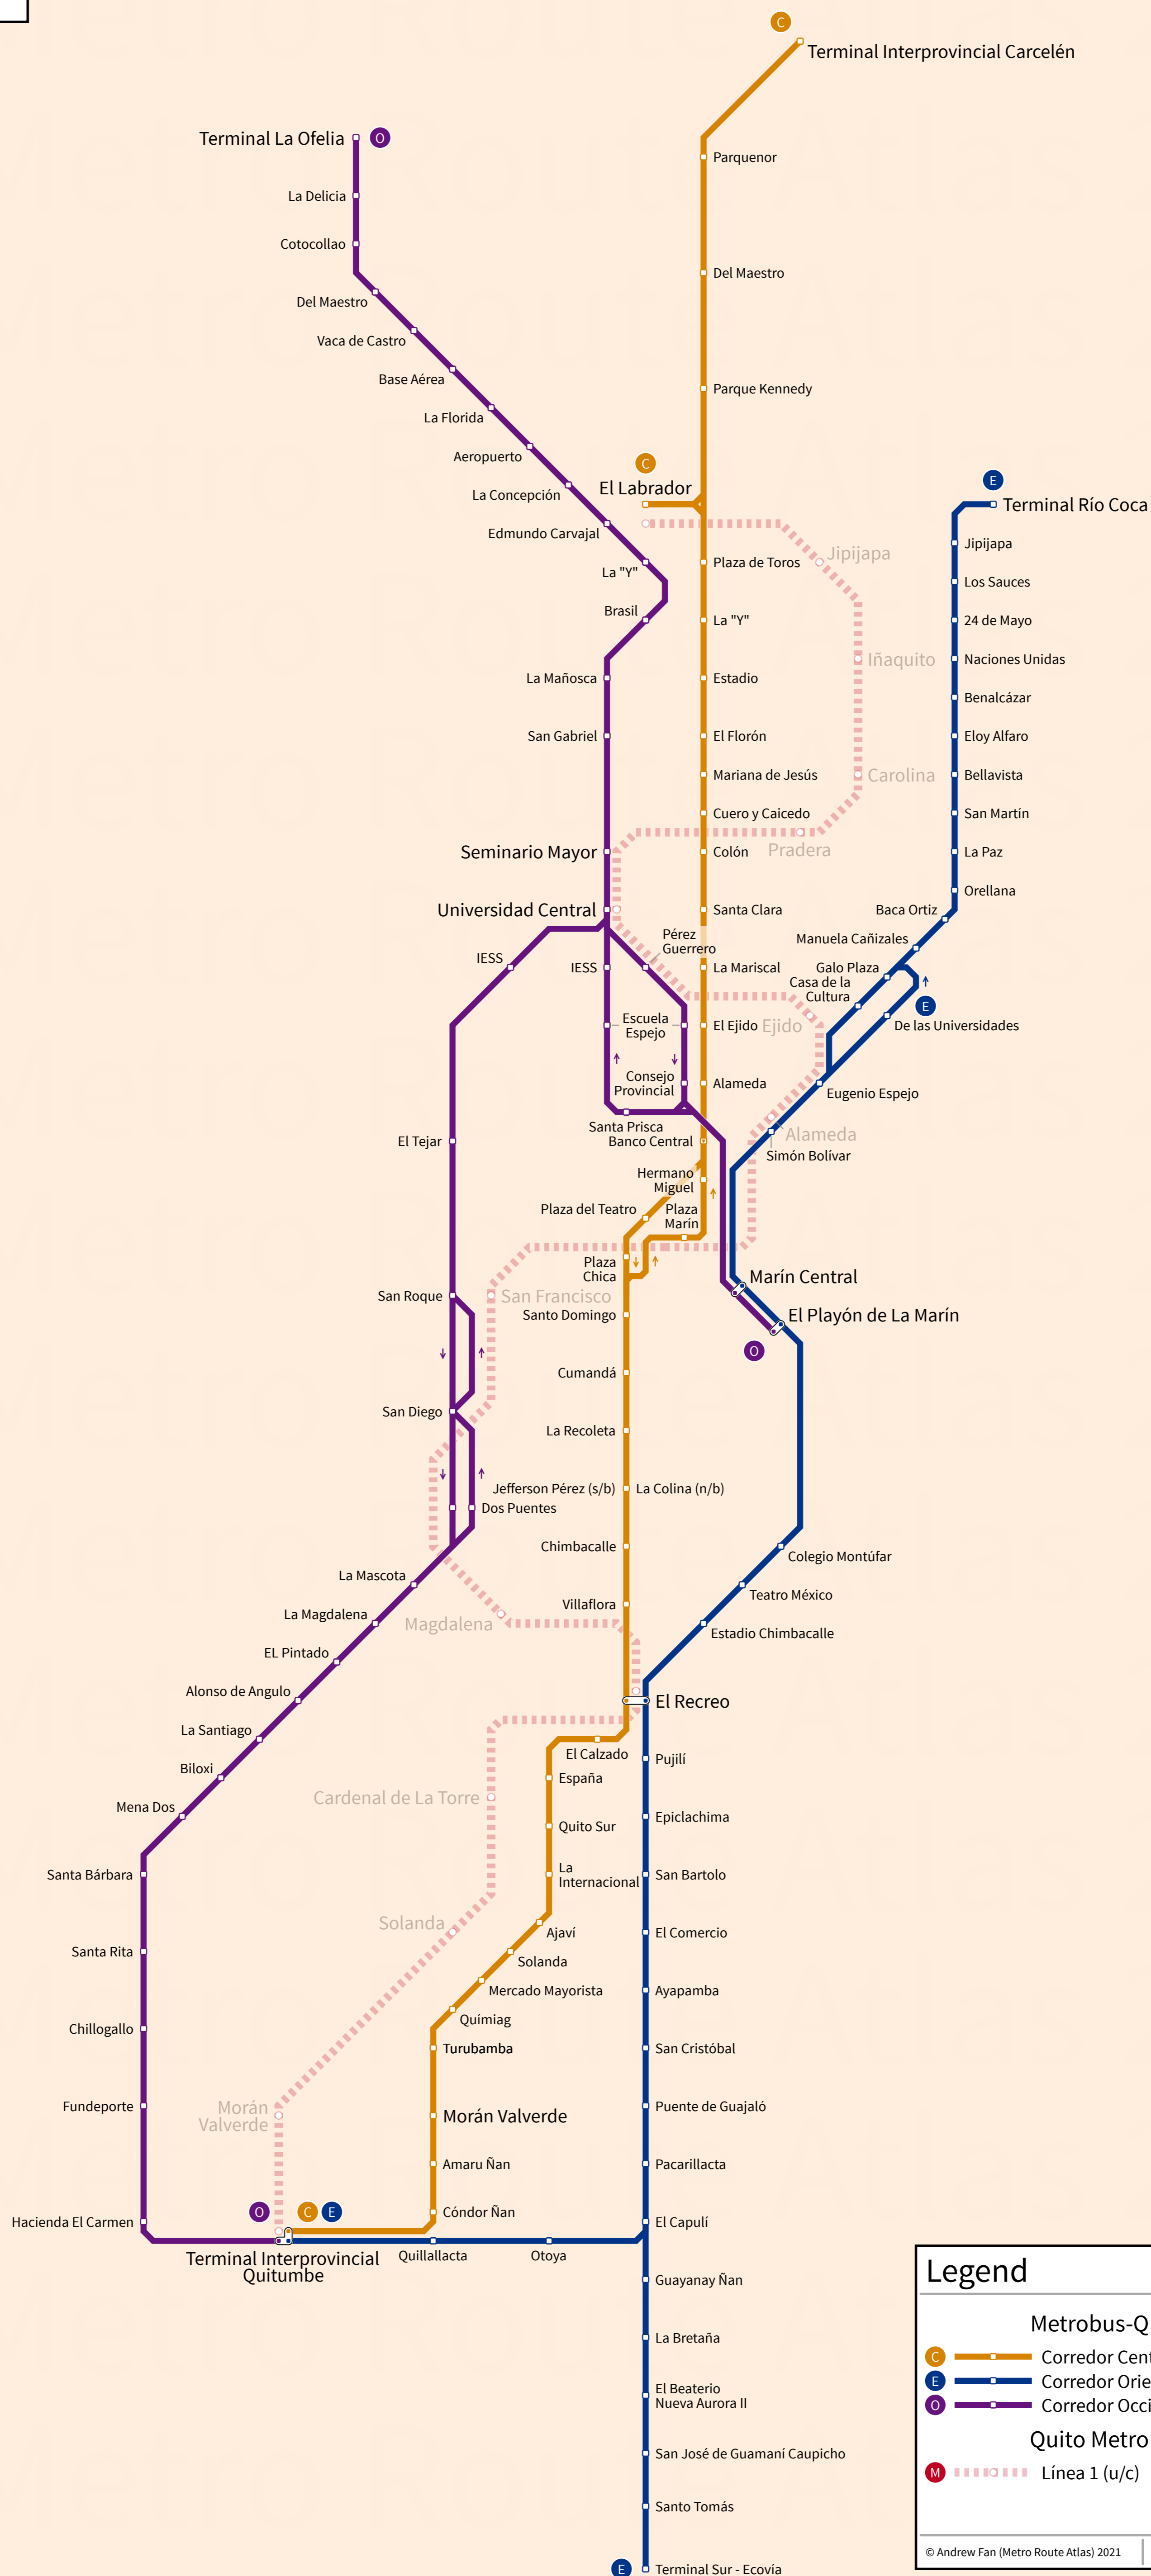 C
Terminal Interprovincial Carcelén
Terminal La Ofelia
O
Parquenor
La Delicia
Cotocollao
Del Maestro
Del Maestro
Vaca de Castro
Base Aérea
Parque Kennedy
La Florida
Aeropuerto
C
El Labrador
La Concepción
E
Terminal Río Coca
Edmundo Carvajal
Jipijapa
Jipijapa
La "Y"
Plaza de Toros
Los Sauces
Brasil
La "Y"
24 de Mayo
Iñaquito
Naciones Unidas
La Mañosca
Estadio
Benalcázar
San Gabriel
El Florón
Eloy Alfaro
Mariana de Jesús
Carolina
Bellavista
Cuero y Caicedo
San Martín
Seminario Mayor
Colón
Pradera
La Paz
Orellana
Universidad Central
Santa Clara
Baca Ortiz
Pérez
Guerrero
Manuela Cañizales
IESS
IESS
La Mariscal
Galo Plaza
Casa de la
Cultura
E
Escuela
Espejo
El Ejido
Ejido
De las Universidades
Consejo
Provincial
Alameda
Eugenio Espejo
Santa Prisca
El Tejar
Banco Central
Alameda
Simón Bolívar
Hermano
Miguel
Plaza del Teatro
Plaza
Marín
Plaza
Chica
Marín Central
San Roque
San Francisco
Santo Domingo
El Playón de La Marín
O
Cumandá
San Diego
La Recoleta
Jefferson Pérez (s/b)
La Colina (n/b)
Dos Puentes
Chimbacalle
Colegio Montúfar
La Mascota
Teatro México
Villaflora
La Magdalena
Magdalena
Estadio Chimbacalle
EL Pintado
Alonso de Angulo
El Recreo
La Santiago
El Calzado
Pujilí
Biloxi
España
Cardenal de La Torre
Mena Dos
Epiclachima
Quito Sur
Santa Bárbara
La
Internacional
San Bartolo
Solanda
Ajaví
El Comercio
Santa Rita
Solanda
Mercado Mayorista
Ayapamba
Químiag
Chillogallo
Turubamba
San Cristóbal
Fundeporte
Morán
Valverde
Morán Valverde
Puente de Guajaló
Amaru Ñan
Pacarillacta
O
C
E
Cóndor Ñan
Hacienda El Carmen
El Capulí
Terminal Interprovincial
Quitumbe
Quillallacta
Otoya
Guayanay Ñan
La Bretaña
El Beaterio
Nueva Aurora II
San José de Guamaní Caupicho
Santo Tomás
E
Terminal Sur - Ecovía
Legend
Metrobus-Q
C
Corredor Cent
E
Corredor Orie
O
Corredor Occi
Quito Metro
M
Línea 1 (u/c)
© Andrew Fan (Metro Route Atlas) 2021